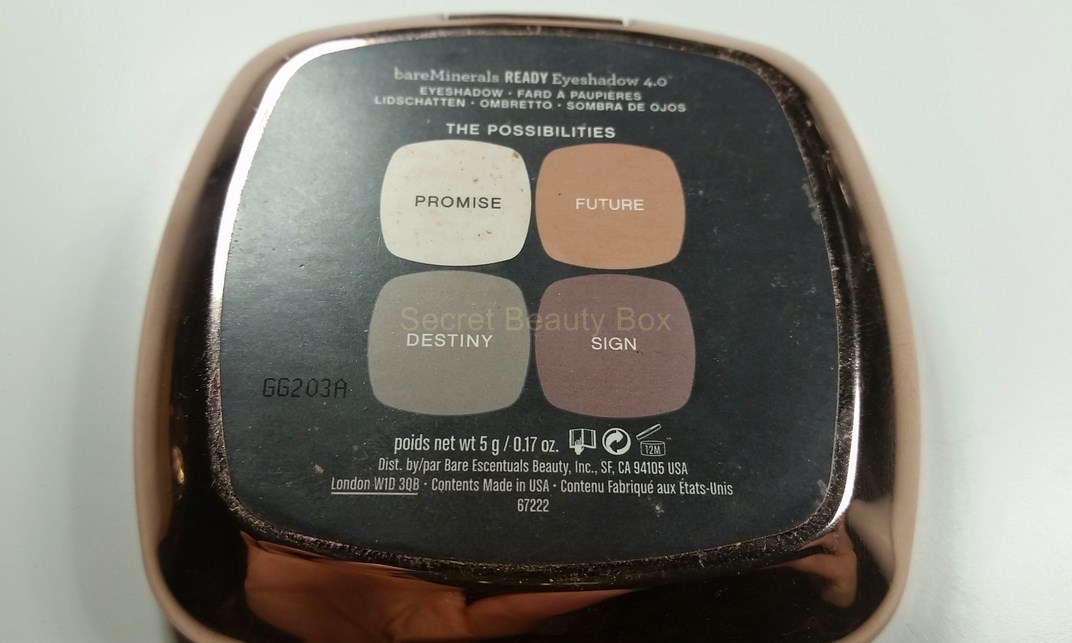 bareMinerals READY Eyeshadow 4.0
EYESHADOW · FARD À PAUPIÈRES
LIDSCHATTEN · OMBRETTO · SOMBRA DE OJOS
THE POSSIBILITIES
PROMISE FUTURE
Secret Beauty Box
DESTINY SIGN
GG203A
poids net wt 5 g / 0.17 oz. 12M
Dist. by/par Bare Escentuals Beauty, Inc., SF, CA 94105 USA
London W1D 3QB · Contents Made in USA · Contenu Fabriqué aux États-Unis
67222